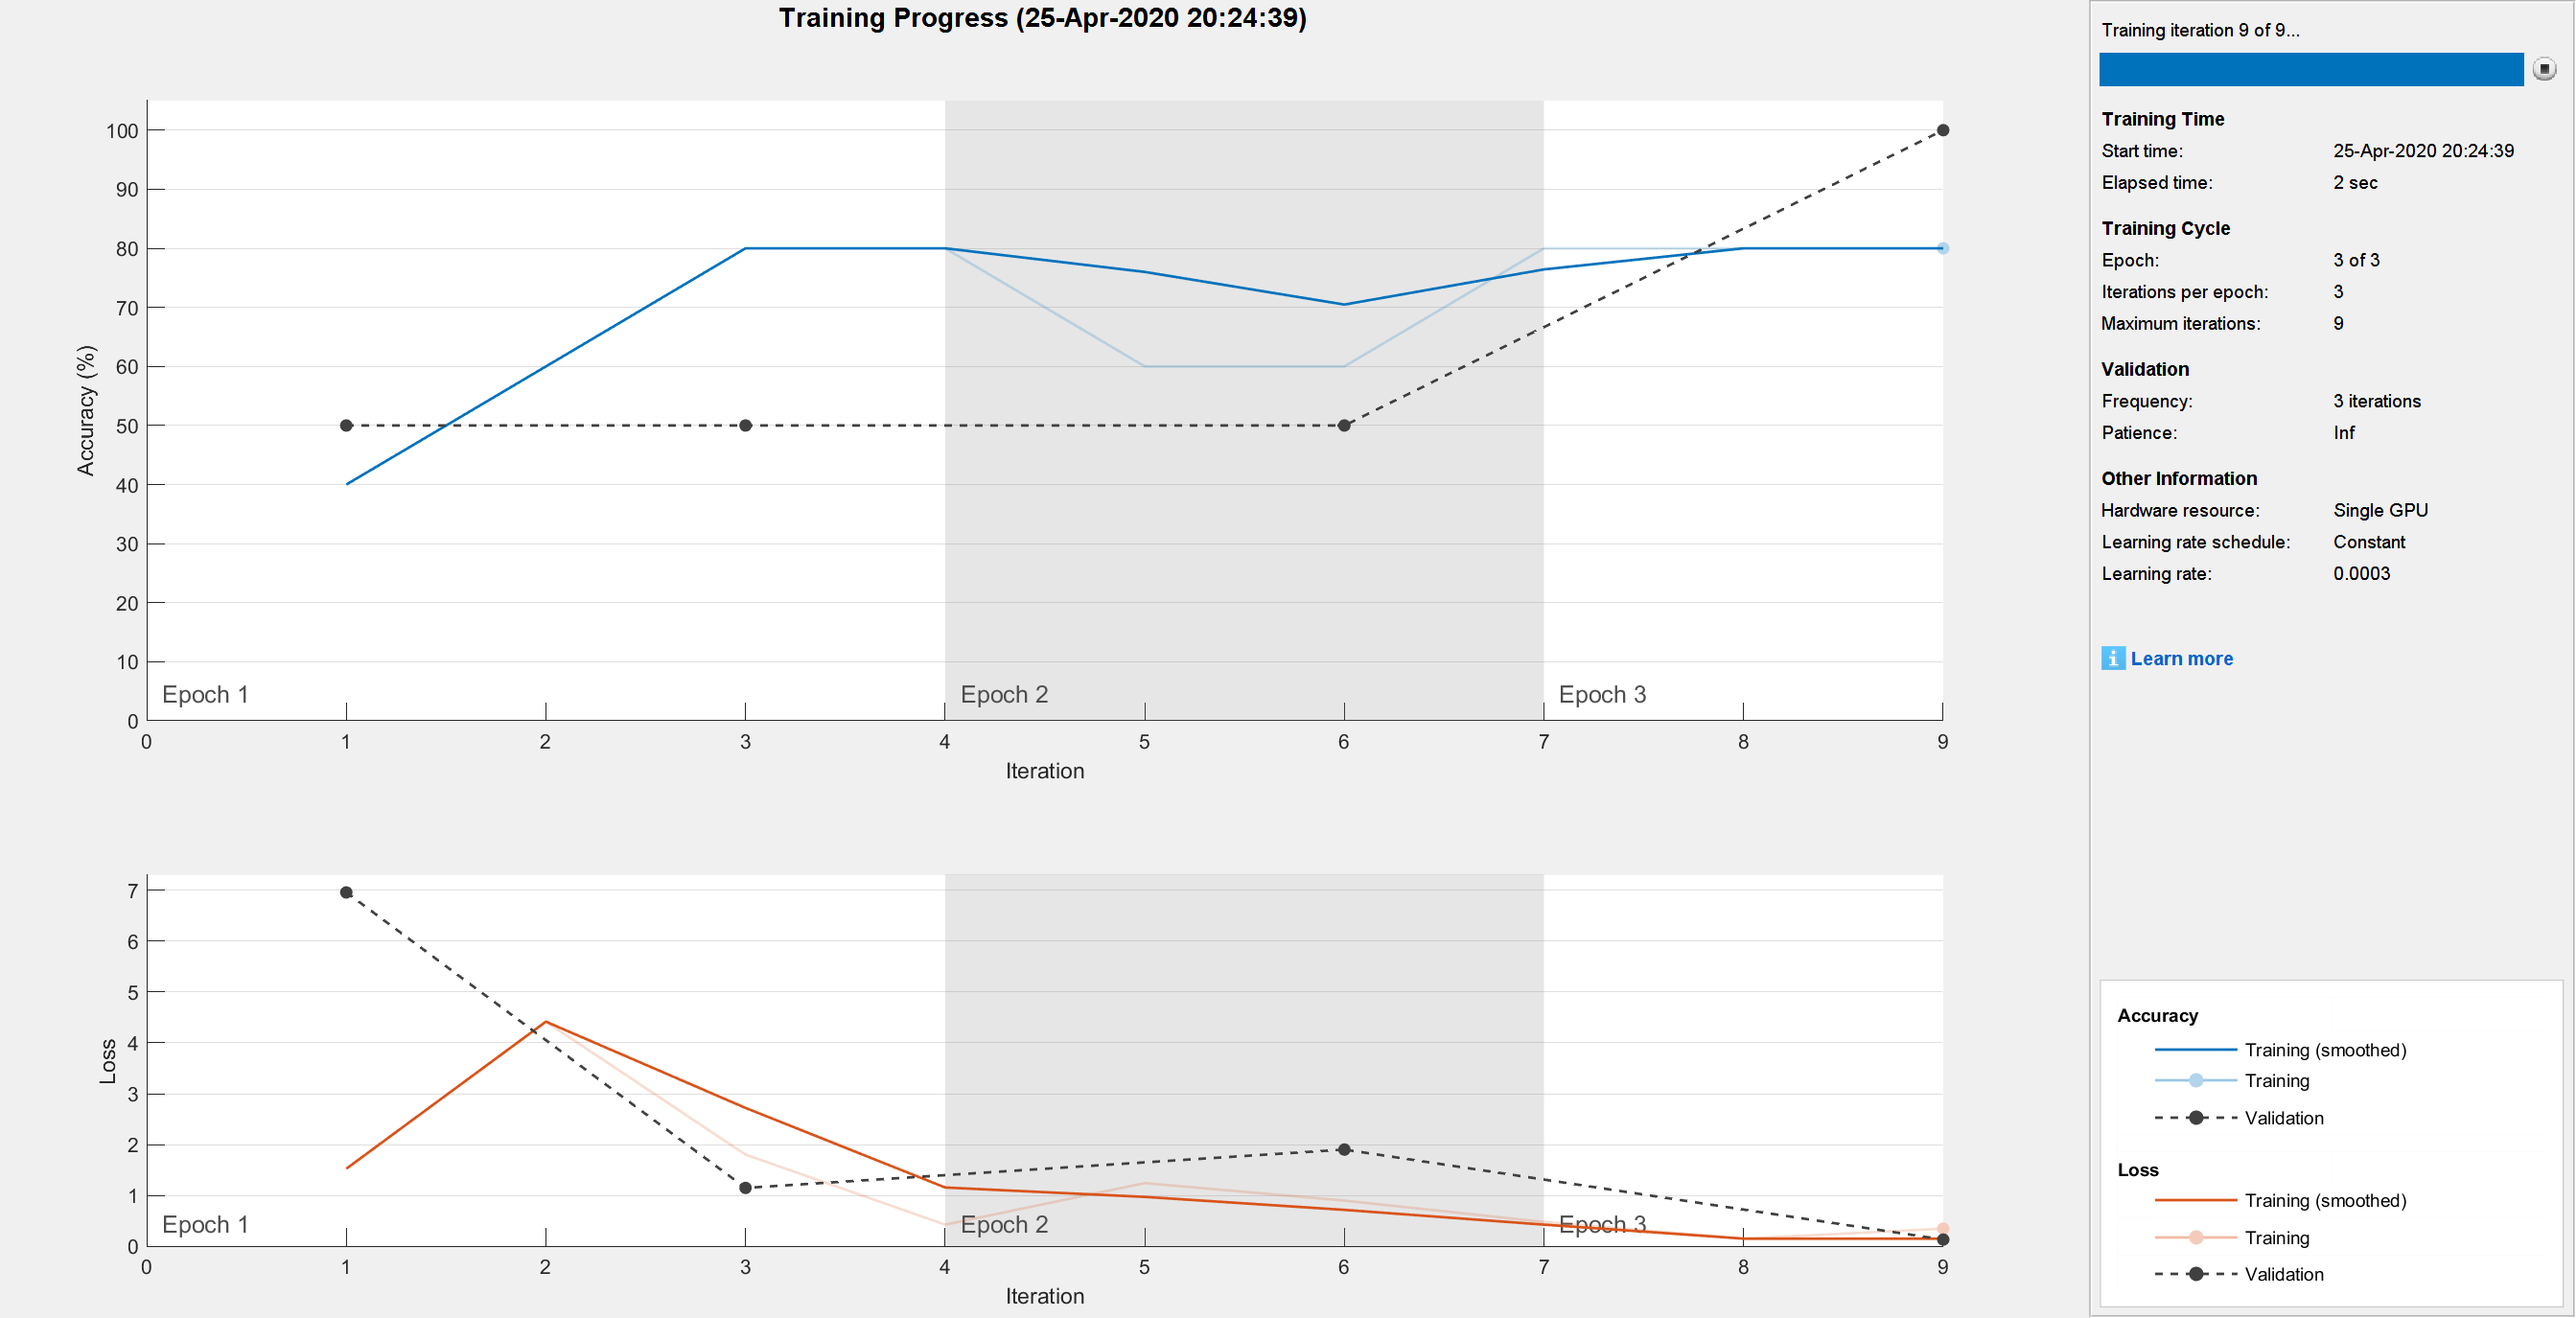 Training Progress (25-Apr-2020 20:24:39)
100
90
80
70
60
50
40
30
20
10
0
Accuracy (%)
Epoch 1
Epoch 2
Epoch 3
0 1 2 3 4 5 6 7 8 9
Iteration
7
6
5
4
3
2
1
0
Loss
Epoch 1
Epoch 2
Epoch 3
0 1 2 3 4 5 6 7 8 9
Iteration
Training iteration 9 of 9...
Training Time
Start time: 25-Apr-2020 20:24:39
Elapsed time: 2 sec
Training Cycle
Epoch: 3 of 3
Iterations per epoch: 3
Maximum iterations: 9
Validation
Frequency: 3 iterations
Patience: Inf
Other Information
Hardware resource: Single GPU
Learning rate schedule: Constant
Learning rate: 0.0003
i Learn more
Accuracy
Training (smoothed)
Training
Validation
Loss
Training (smoothed)
Training
Validation